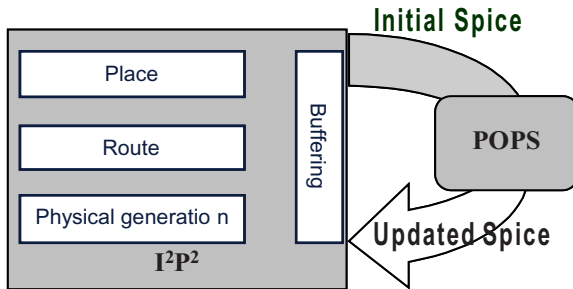 Initial Spice
Place
Buffering
Route
POPS
Physical generatio n
Updated Spice
I²P²